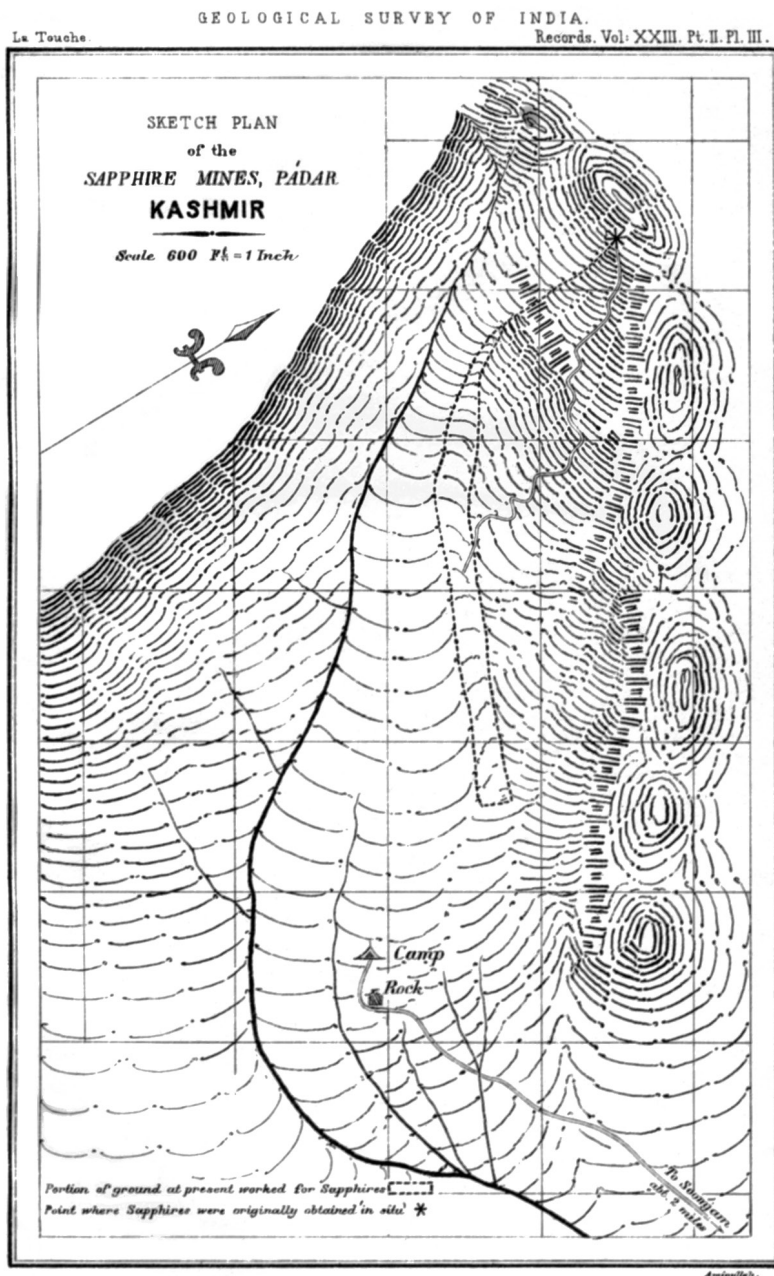 GEOLOGICAL SURVEY OF INDIA.
La Touche.
Records. Vol: XXIII. Pt. II. Pl. III.
SKETCH PLAN
of the
SAPPHIRE MINES, PÁDAR
KASHMIR
Scale 600 Ft = 1 Inch
Camp
Rock
To Soomjam
abt. 2 miles
Portion of ground at present worked for Sapphires
Point where Sapphires were originally obtained 'in situ' *